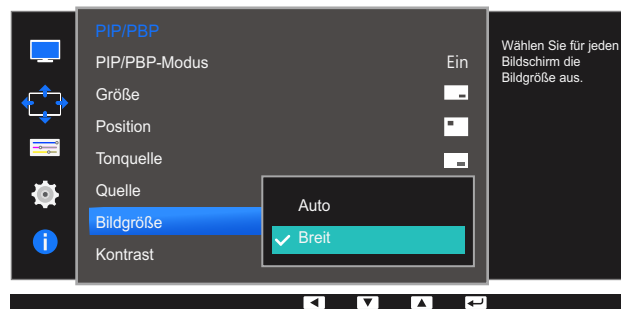 PIP/PBP
PIP/PBP-Modus Ein
Größe
Position
Tonquelle
Quelle
Bildgröße
Kontrast
Auto
Breit
Wählen Sie für jeden
Bildschirm die
Bildgröße aus.